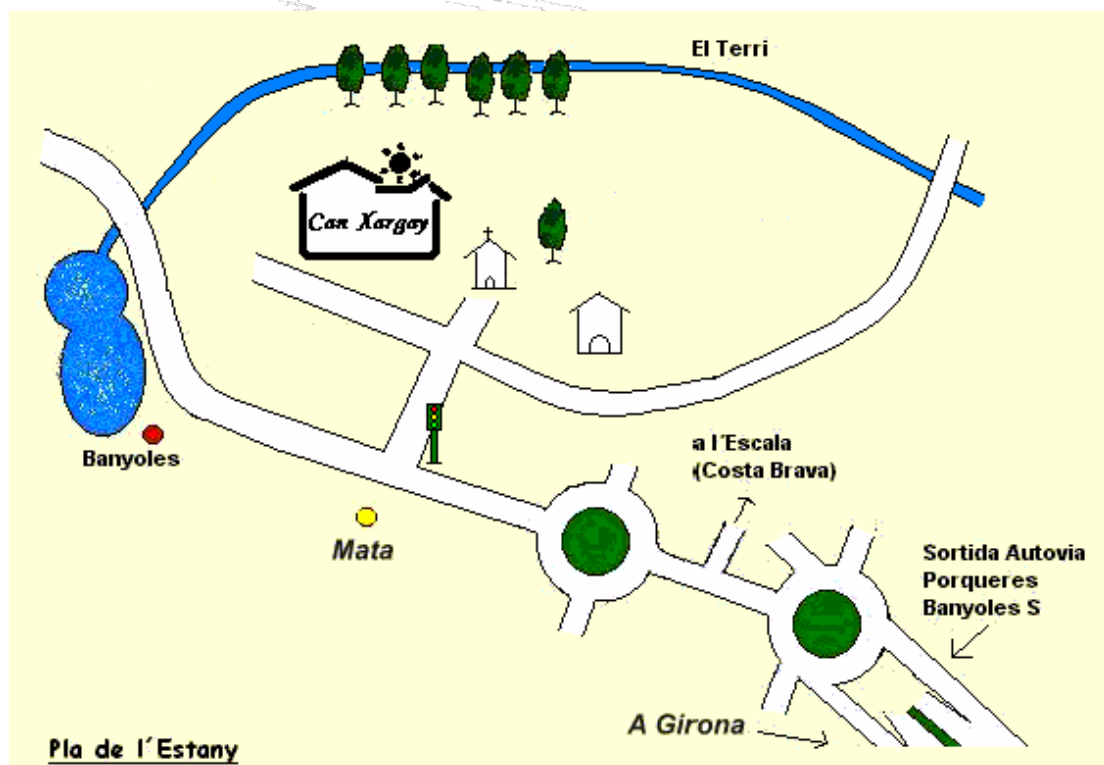 El Terri
Can Xargay
Banyoles
a l´Escala
(Costa Brava)
Mata
Sortida Autovia
Porqueres
Banyoles S
A Girona
Pla de l´Estany